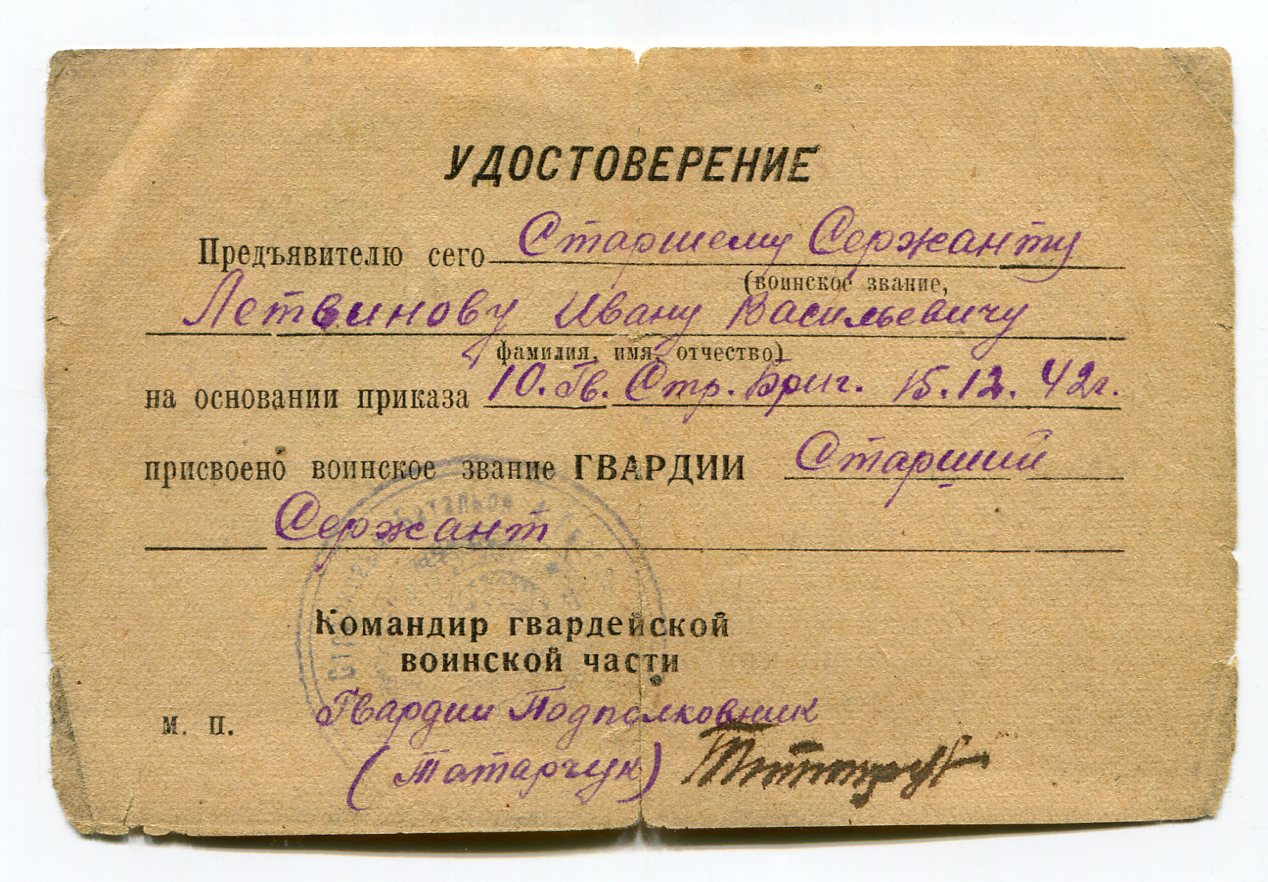 УДОСТОВЕРЕНИЕ
Предъявителю сего Старшему Сержанту
(воинское звание,
Летвинову Ивану Васильевичу
фамилия, имя, отчество)
на основании приказа 10. Гв. Стр. Бриг. 15.12.42г.
присвоено воинское звание ГВАРДИИ Старший
Сержант
Командир гвардейской
воинской части
М. П. Гвардии Подполковник
(Татарчук)